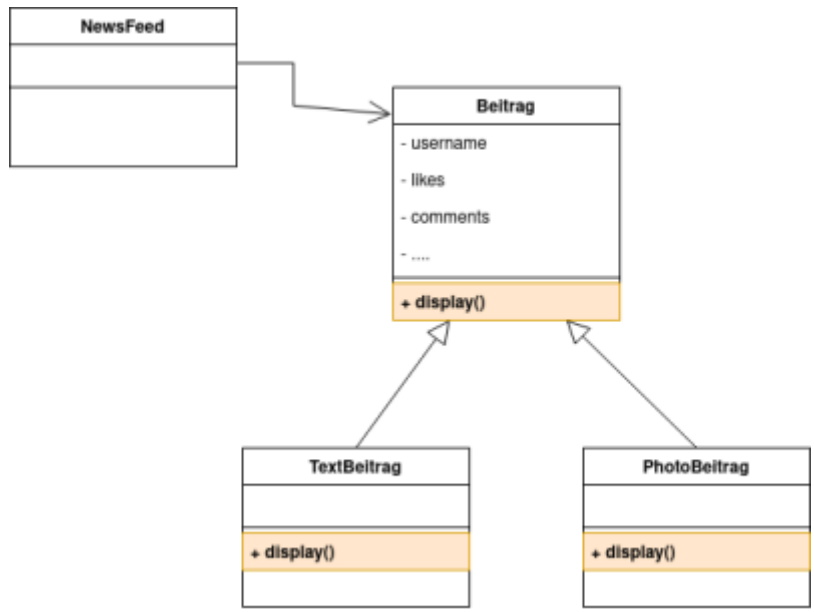 NewsFeed
Beitrag
- username
- likes
- comments
- ....
+ display()
TextBeitrag
+ display()
PhotoBeitrag
+ display()